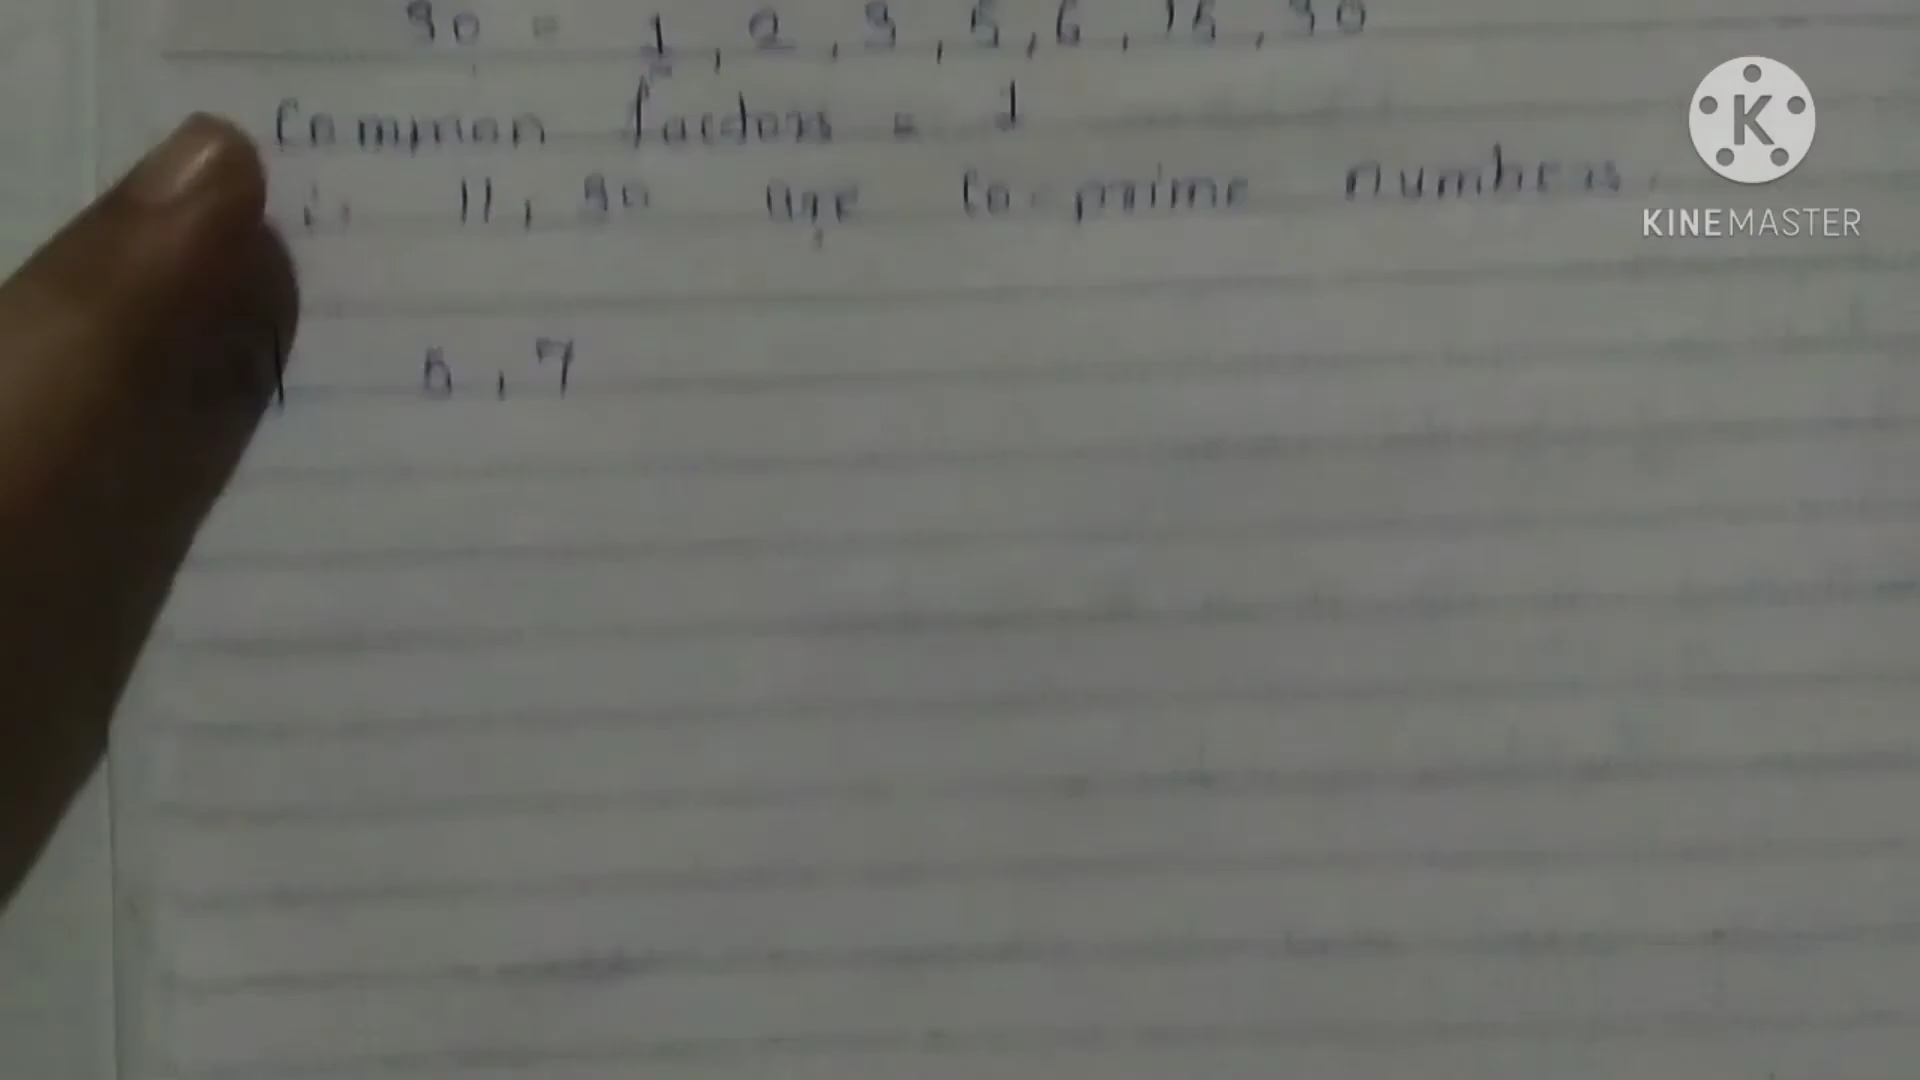 30 = 1, 2, 3, 5, 6, 15, 30
Common factors = 1
∴ 11, 30 are Co-prime numbers.
5, 7
KINEMASTER